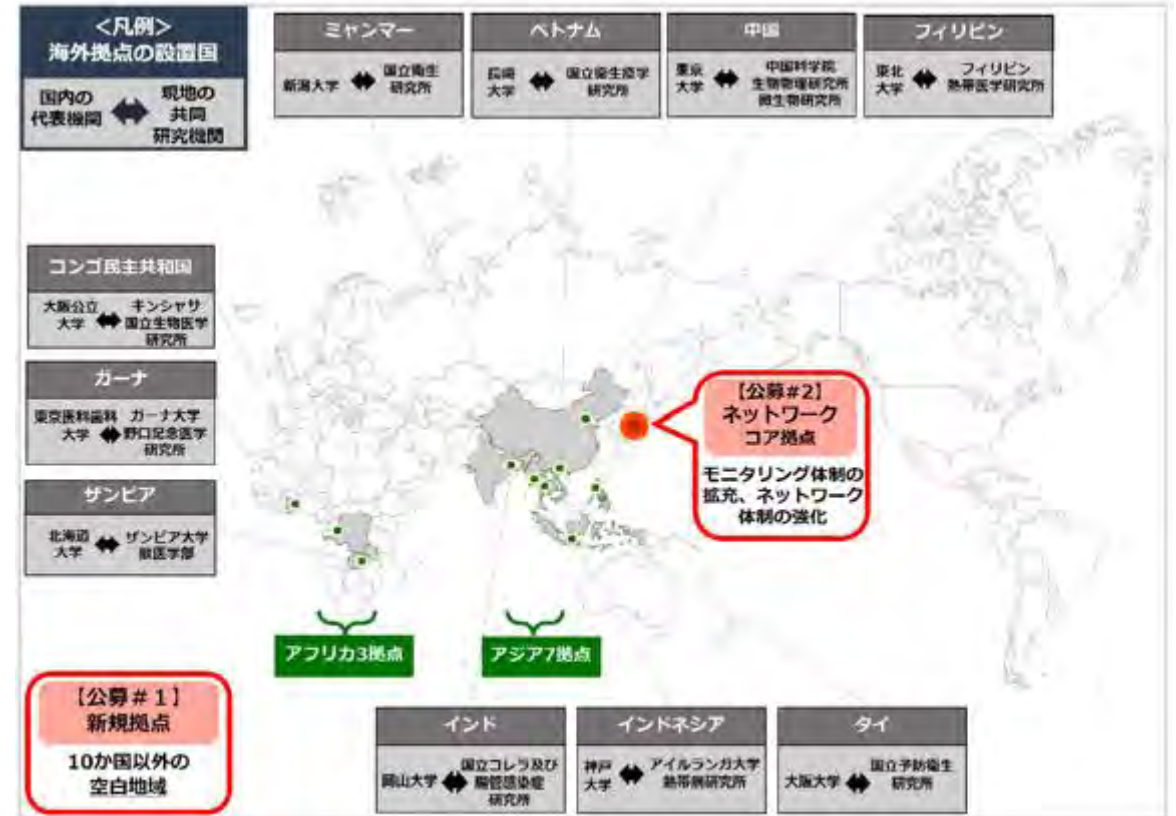 <凡例>
海外拠点の設置国
国内の
代表機関
⇔
現地の
共同
研究機関
ミャンマー
新潟大学
⇔
国立衛生
研究所
ベトナム
長崎
大学
⇔
国立衛生疫学
研究所
中国
東京
大学
⇔
中国科学院
生物物理研究所
微生物研究所
フィリピン
東北
大学
⇔
フィリピン
熱帯医学研究所
コンゴ民主共和国
大阪公立
大学
⇔
キンシャサ
国立生物医学
研究所
ガーナ
東京医科歯科
大学
⇔
ガーナ大学
野口記念医学
研究所
ザンビア
北海道
大学
⇔
ザンビア大学
獣医学部
【公募#2】
ネットワーク
コア拠点
モニタリング体制の
拡充、ネットワーク
体制の強化
アフリカ3拠点
アジア7拠点
【公募#1】
新規拠点
10か国以外の
空白地域
インド
岡山大学
⇔
国立コレラ及び
腸管感染症
研究所
インドネシア
神戸
大学
⇔
アイルランガ大学
熱帯病研究所
タイ
大阪大学
⇔
国立予防衛生
研究所